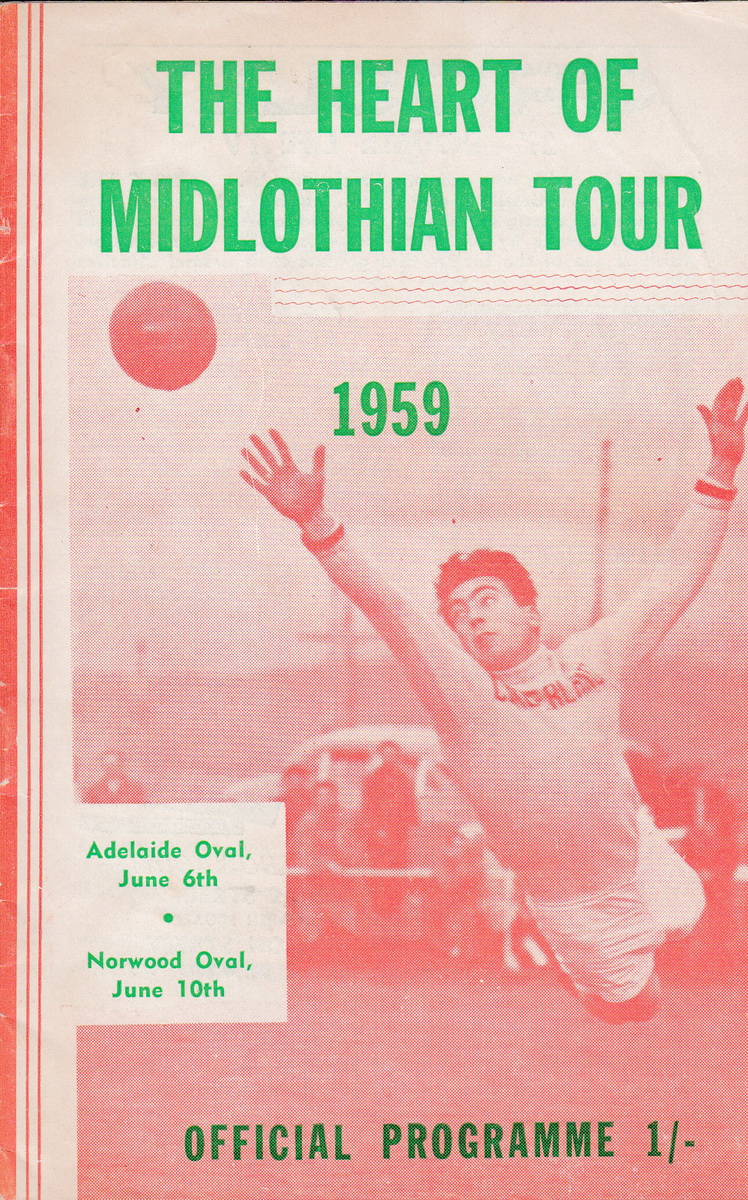 THE HEART OF
MIDLOTHIAN TOUR
1959
Adelaide Oval,
June 6th
•
Norwood Oval,
June 10th
OFFICIAL PROGRAMME 1/-